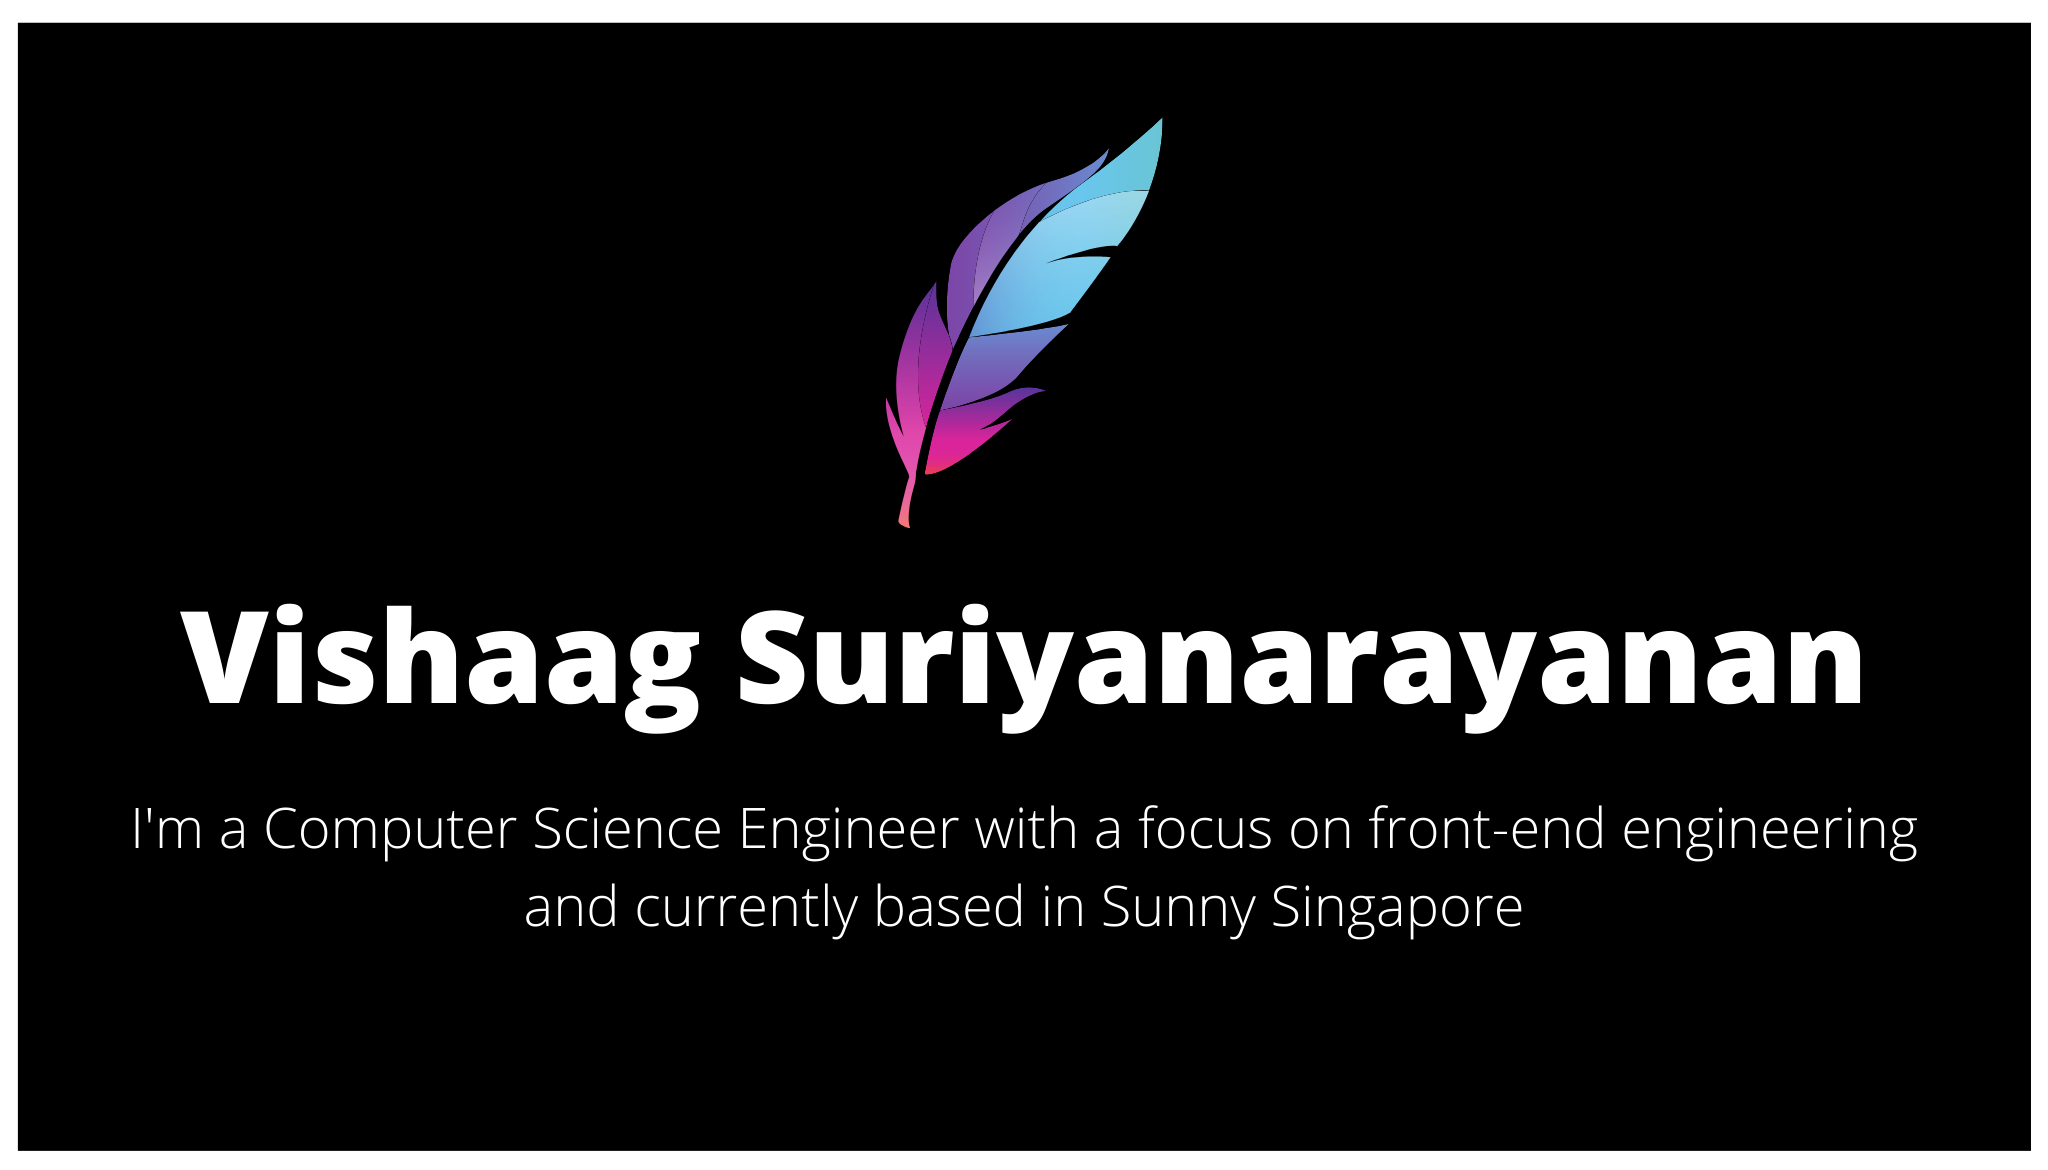 Vishaag Suriyanarayanan
I'm a Computer Science Engineer with a focus on front-end engineering
and currently based in Sunny Singapore